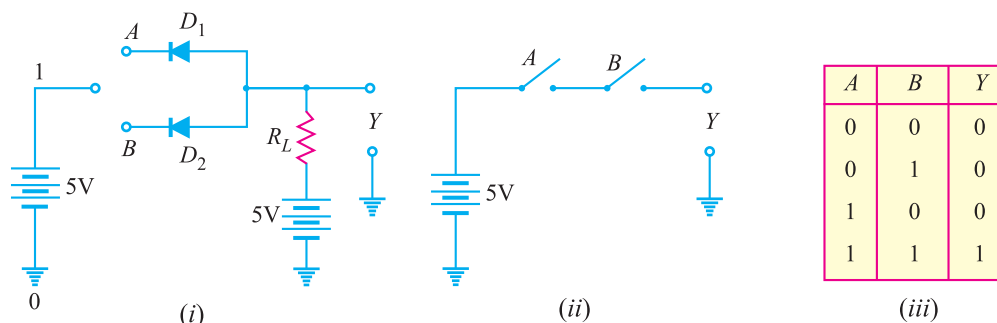 A D1
1
B D2
5V
0
RL
5V
Y
(i)
A B
5V
Y
(ii)
A B Y
0 0 0
0 1 0
1 0 0
1 1 1
(iii)